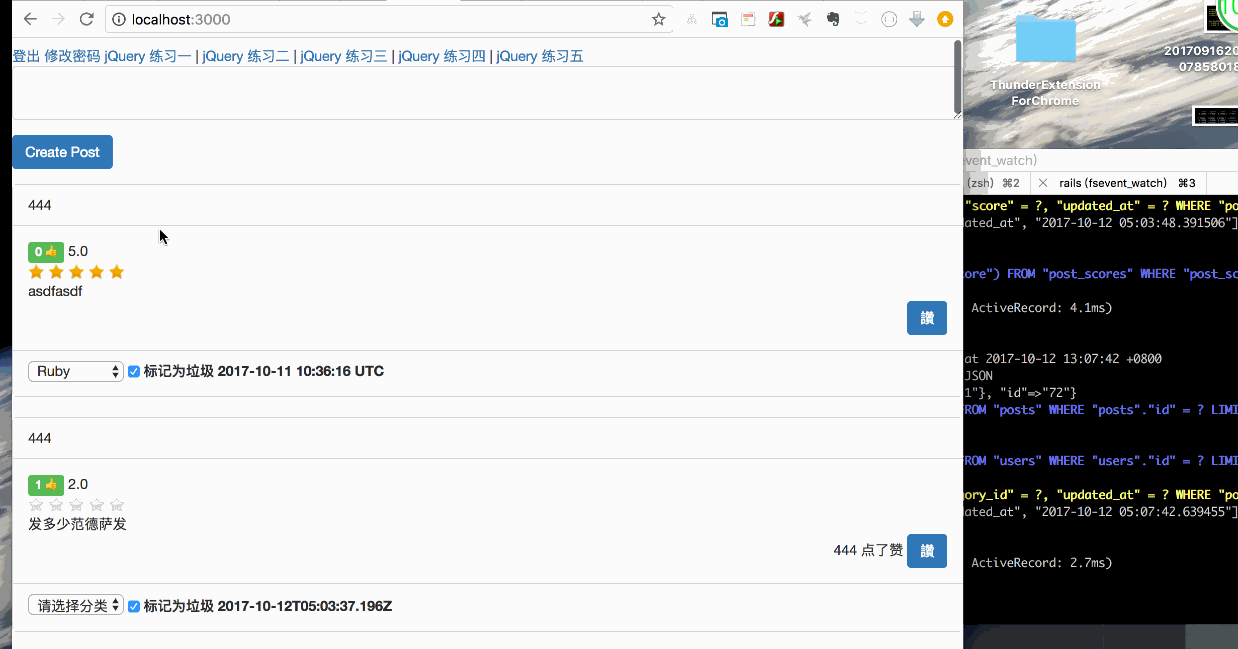 localhost:3000
登出 修改密码 jQuery 练习一 | jQuery 练习二 | jQuery 练习三 | jQuery 练习四 | jQuery 练习五
Create Post
444
0👍 5.0
asdfasdf
讚
Ruby 标记为垃圾 2017-10-11 10:36:16 UTC
444
1👍 2.0
发多少范德萨发
444 点了赞 讚
请选择分类 标记为垃圾 2017-10-12T05:03:37.196Z
ThunderExtension
ForChrome
2017091620
07858018
event_watch)
(zsh) ⌘2 × rails (fsevent_watch) ⌘3
"score" = ?, "updated_at" = ? WHERE "po
ated_at", "2017-10-12 05:03:48.391506"]
ore") FROM "post_scores" WHERE "post_sc
ActiveRecord: 4.1ms)
at 2017-10-12 13:07:42 +0800
JSON
1"}, "id"=>"72"}
ROM "posts" WHERE "posts"."id" = ? LIMI
ROM "users" WHERE "users"."id" = ? LIMI
ory_id" = ?, "updated_at" = ? WHERE "po
ated_at", "2017-10-12 05:07:42.639455"]
ActiveRecord: 2.7ms)